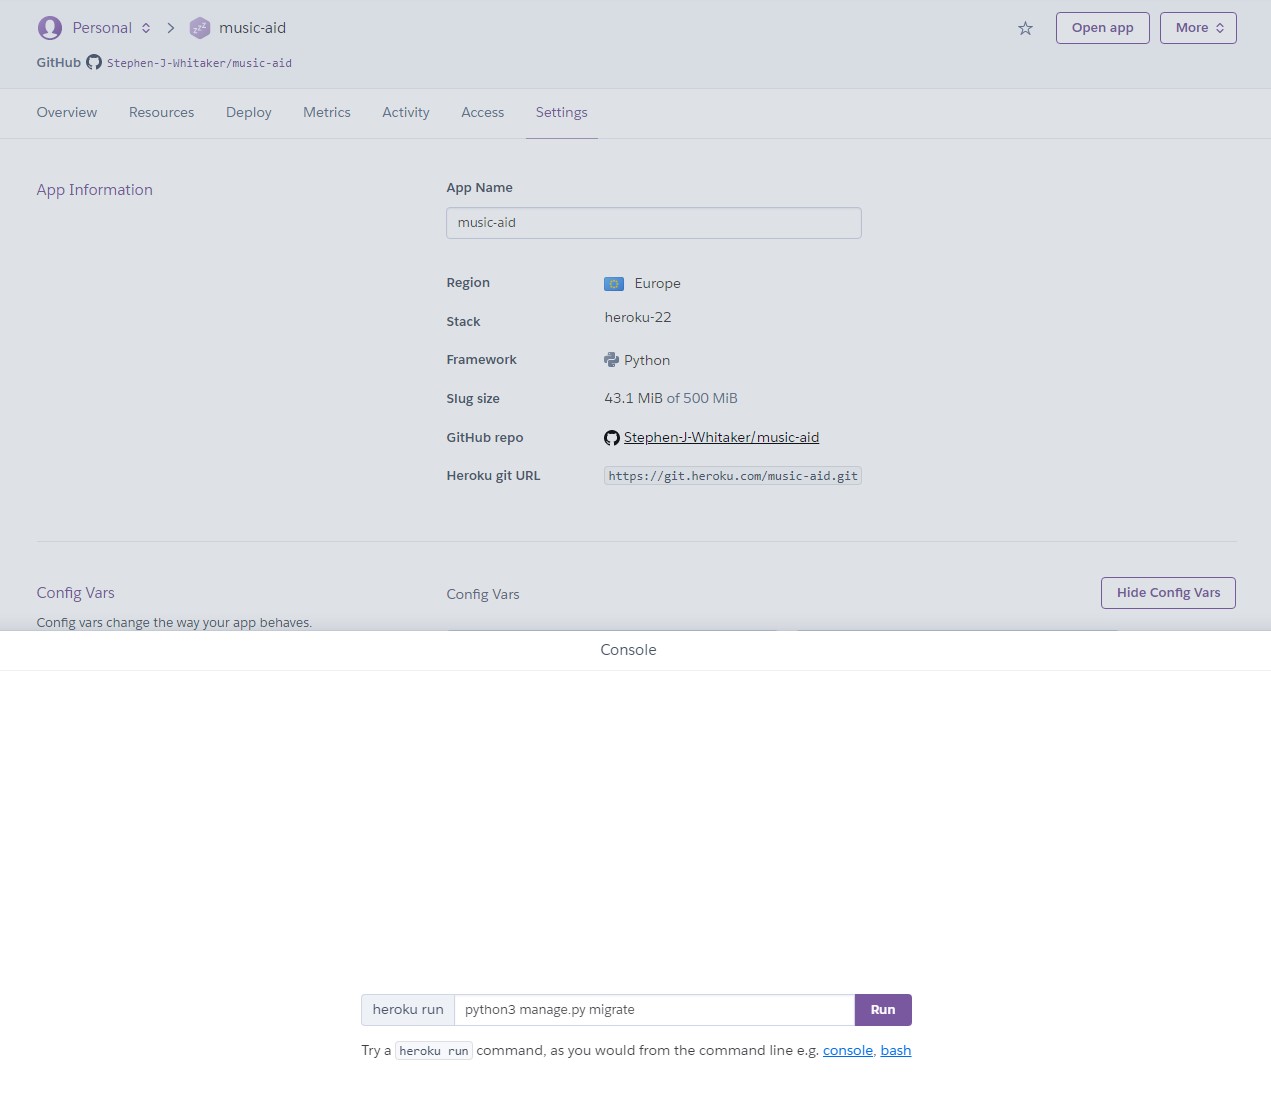 Personal music-aid Open app More
GitHub Stephen-J-Whitaker/music-aid
Overview Resources Deploy Metrics Activity Access Settings
App Information
App Name
music-aid
Region Europe
Stack heroku-22
Framework Python
Slug size 43.1 MiB of 500 MiB
GitHub repo Stephen-J-Whitaker/music-aid
Heroku git URL https://git.heroku.com/music-aid.git
Config Vars Config Vars Hide Config Vars
Config vars change the way your app behaves.
Console
heroku run python3 manage.py migrate Run
Try a heroku run command, as you would from the command line e.g. console, bash